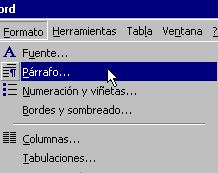 ord
Formato Herramientas Tabla Ventana ?
A Fuente...
Párrafo...
Numeración y viñetas...
Bordes y sombreado...
Columnas...
Tabulaciones...